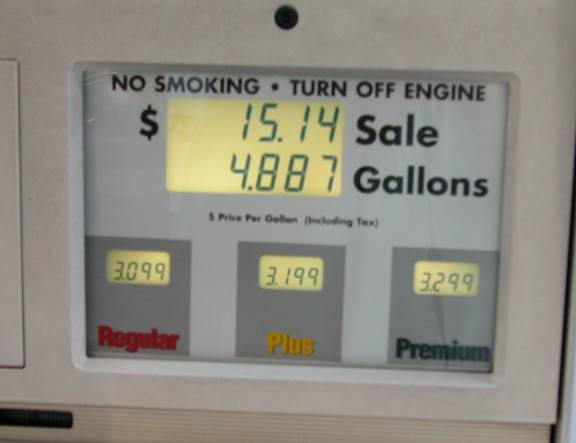 NO SMOKING • TURN OFF ENGINE
$ 15.14 Sale
4.887 Gallons
$ Price Per Gallon (Including Tax)
3.099 3.199 3.299
Regular Plus Premium